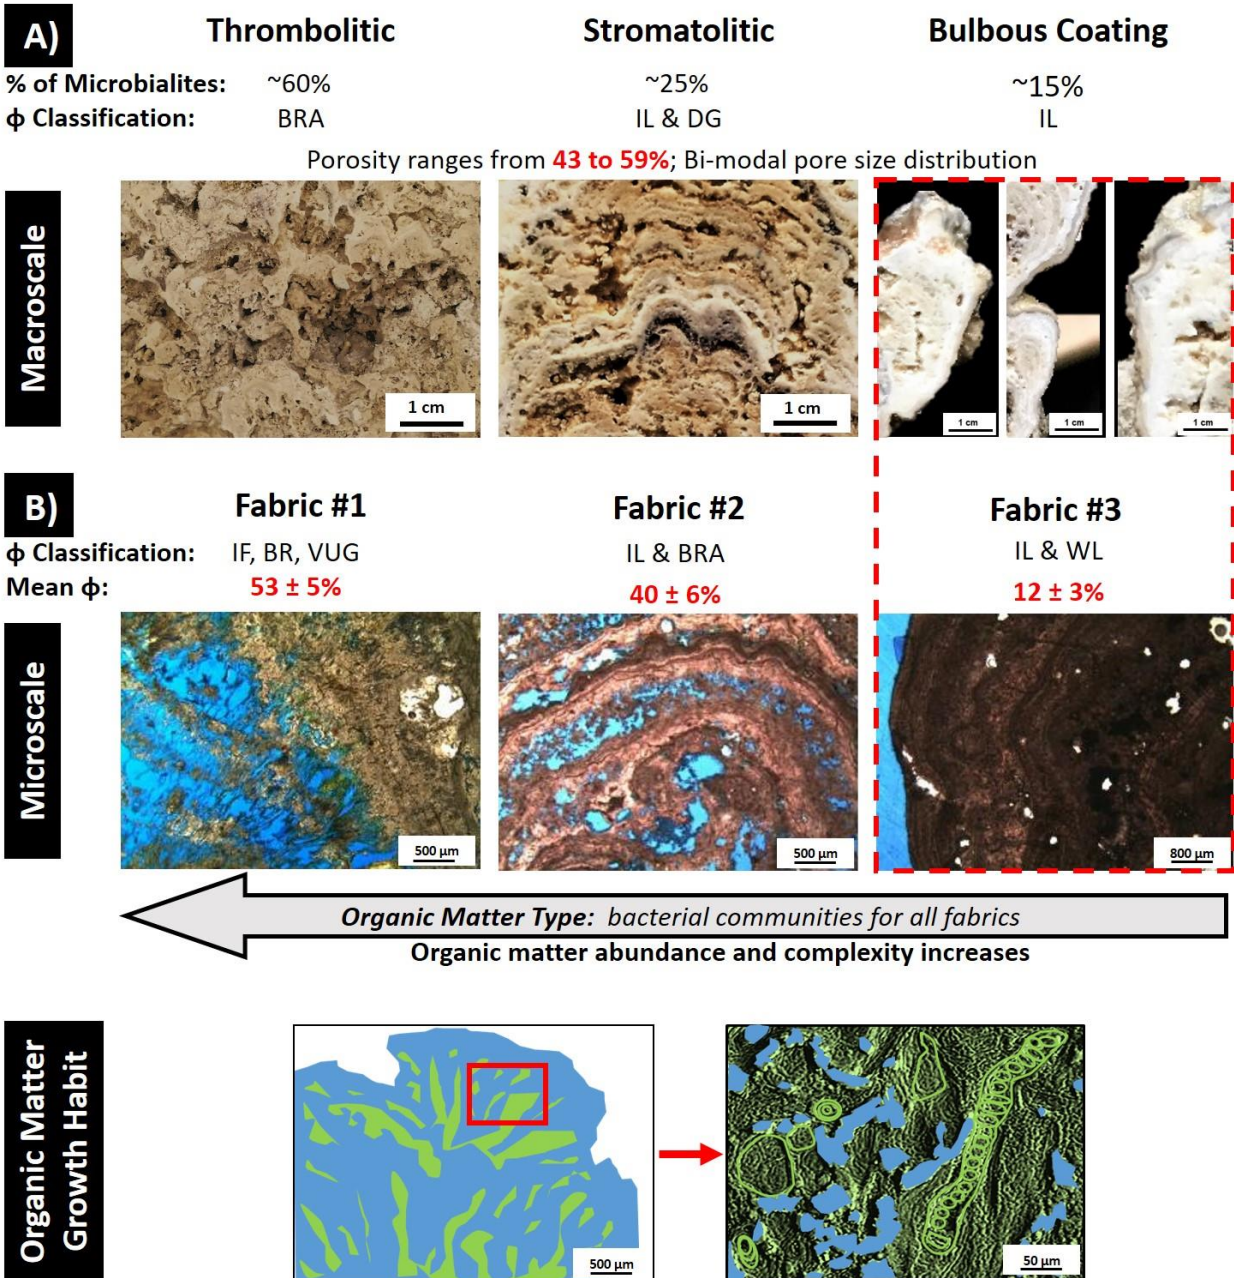 A)
Thrombolitic
Stromatolitic
Bulbous Coating
% of Microbialites: ~60% ~25% ~15%
ϕ Classification: BRA IL & DG IL
Porosity ranges from 43 to 59%; Bi-modal pore size distribution
Macroscale
1 cm
1 cm
1 cm
1 cm
1 cm
B)
Fabric #1
Fabric #2
Fabric #3
ϕ Classification: IF, BR, VUG IL & BRA IL & WL
Mean ϕ: 53 ± 5% 40 ± 6% 12 ± 3%
Microscale
500 µm
500 µm
800 µm
Organic Matter Type: bacterial communities for all fabrics
Organic matter abundance and complexity increases
Organic Matter
Growth Habit
500 µm
50 µm